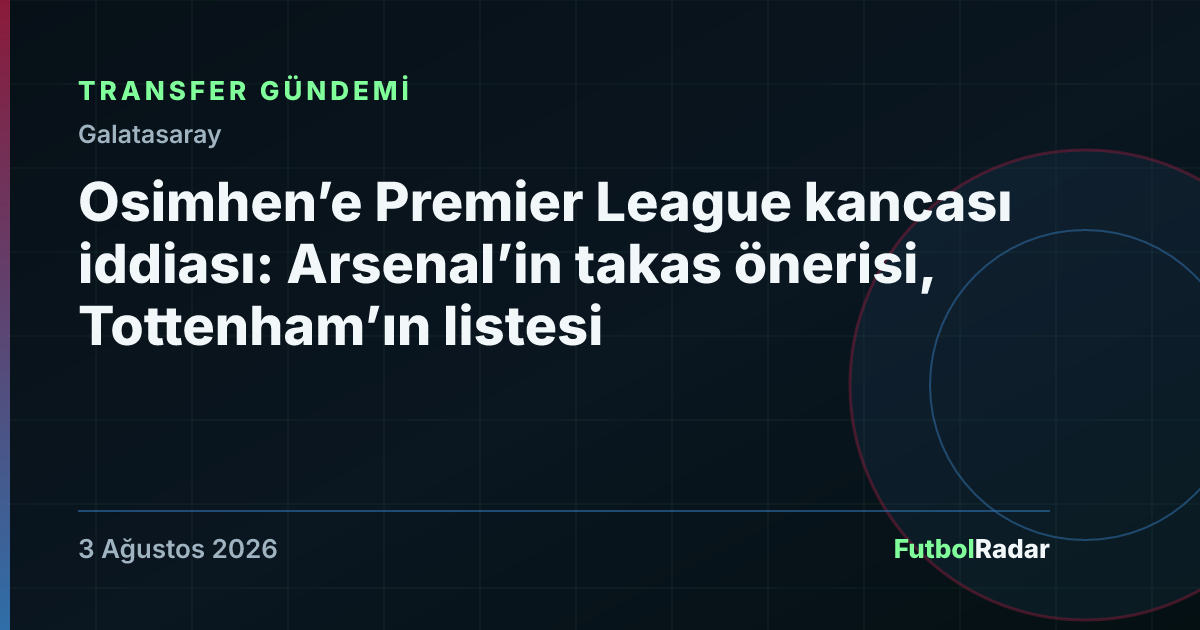 TRANSFER GÜNDEMİ
Galatasaray
Osimhen’e Premier League kancası
iddiası: Arsenal’in takas önerisi,
Tottenham’ın listesi
3 Ağustos 2026
FutbolRadar